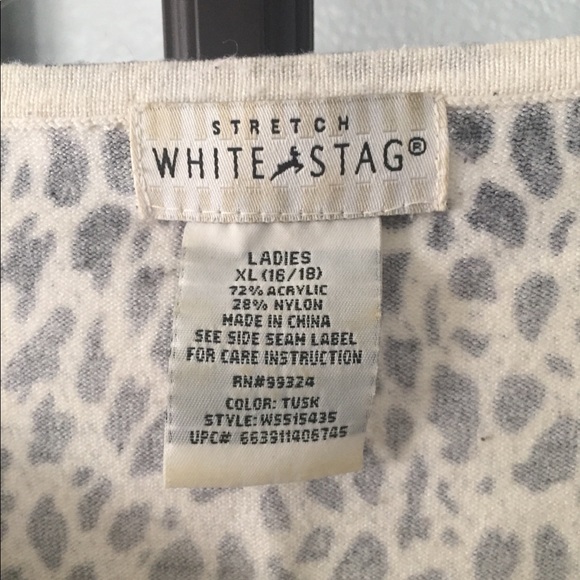 STRETCH
WHITE STAG®
LADIES
XL (16/18)
72% ACRYLIC
28% NYLON
MADE IN CHINA
SEE SIDE SEAM LABEL
FOR CARE INSTRUCTION
RN#99324
COLOR: TUSK
STYLE: WS515435
UPC# 663911406745